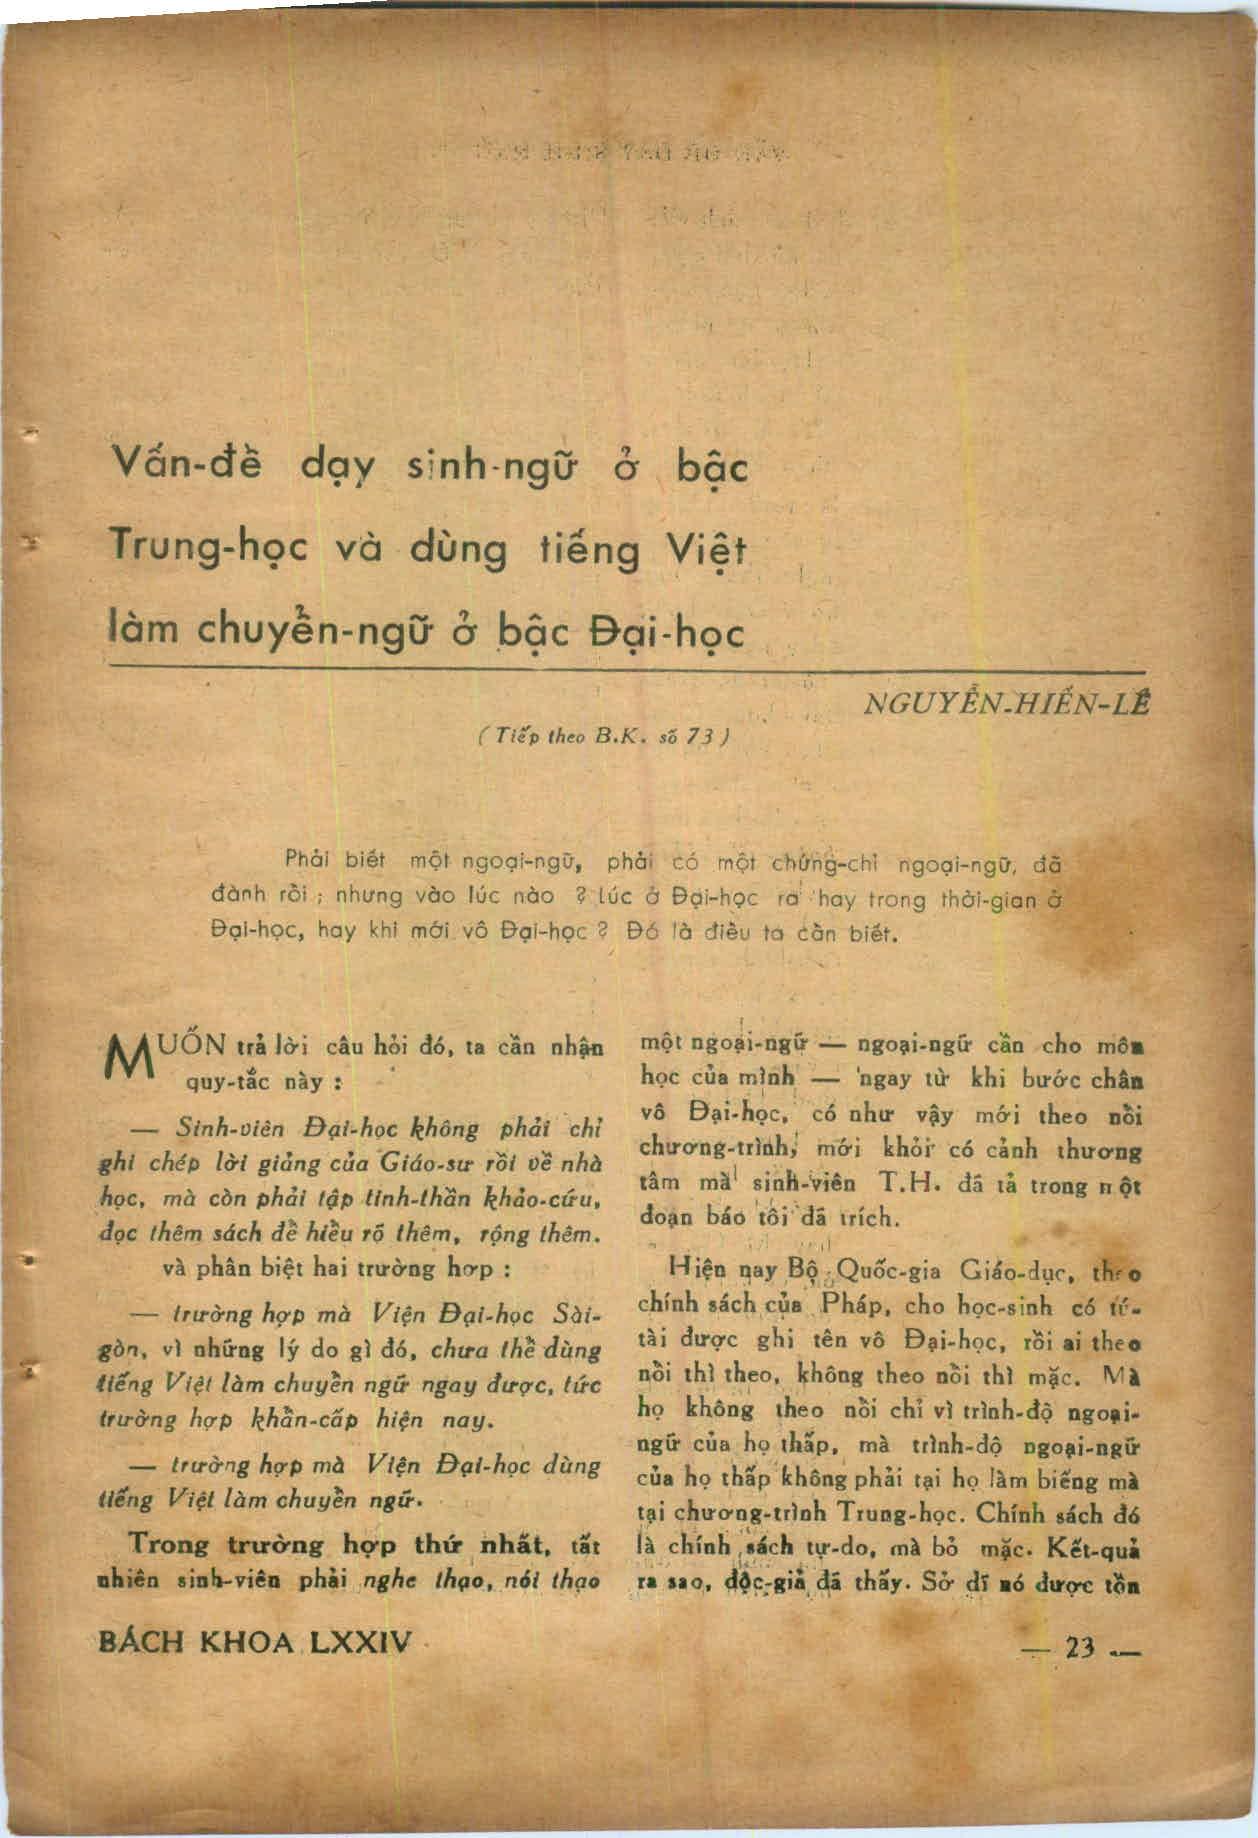 Vấn-đề dạy sinh-ngữ ở bậc
Trung-học và dùng tiếng Việt
làm chuyển-ngữ ở bậc Đại-học
NGUYỄN-HIẾN-LÊ
( Tiếp theo B.K. số 73 )
Phải biết một ngoại-ngữ, phải có một chứng-chỉ ngoại-ngữ, đã
đành rồi ; nhưng vào lúc nào ? lúc ở Đại-học ra hay trong thời-gian ở
Đại-học, hay khi mới vô Đại-học ? Đó là điều ta cần biết.
MUỐN trả lời câu hỏi đó, ta cần nhận
quy-tắc này :
— Sinh-viên Đại-học không phải chỉ
ghi chép lời giảng của Giáo-sư rồi về nhà
học, mà còn phải tập tinh-thần khảo-cứu,
đọc thêm sách để hiểu rõ thêm, rộng thêm.
và phân biệt hai trường hợp :
— trường hợp mà Viện Đại-học Sài-
gòn, vì những lý do gì đó, chưa thể dùng
tiếng Việt làm chuyển ngữ ngay được, tức
trường hợp khẩn-cấp hiện nay.
— trường hợp mà Viện Đại-học dùng
tiếng Việt làm chuyển ngữ.
Trong trường hợp thứ nhất, tất
nhiên sinh-viên phải nghe thạo, nói thạo
một ngoại-ngữ — ngoại-ngữ cần cho môn
học của mình — ngay từ khi bước chân
vô Đại-học, có như vậy mới theo nổi
chương-trình, mới khỏi có cảnh thương
tâm mà sinh-viên T.H. đã tả trong một
đoạn báo tôi đã trích.
Hiện nay Bộ Quốc-gia Giáo-dục, theo
chính sách của Pháp, cho học-sinh có tú-
tài được ghi tên vô Đại-học, rồi ai theo
nổi thì theo, không theo nổi thì mặc. Mà
họ không theo nổi chỉ vì trình-độ ngoại-
ngữ của họ thấp, mà trình-độ ngoại-ngữ
của họ thấp không phải tại họ làm biếng mà
tại chương-trình Trung-học. Chính sách đó
là chính sách tự-do, mà bỏ mặc. Kết-quả
ra sao, độc-giả đã thấy. Sở dĩ nó được tồn
BÁCH KHOA LXXIV
— 23 —